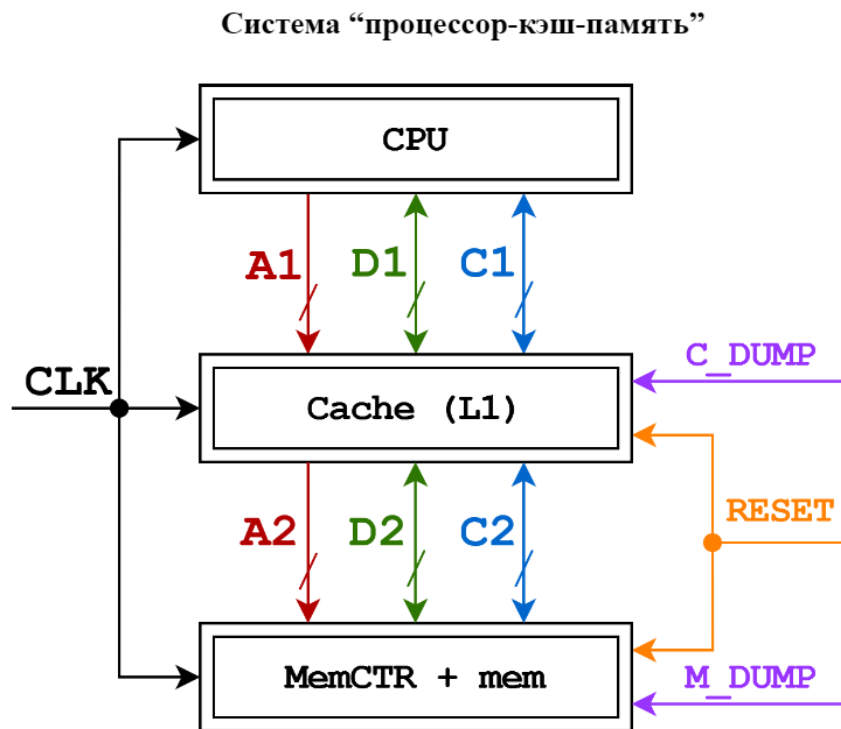 Система “процессор-кэш-память”
CPU
A1 D1 C1
C_DUMP
CLK
Cache (L1)
RESET
A2 D2 C2
MemCTR + mem
M_DUMP